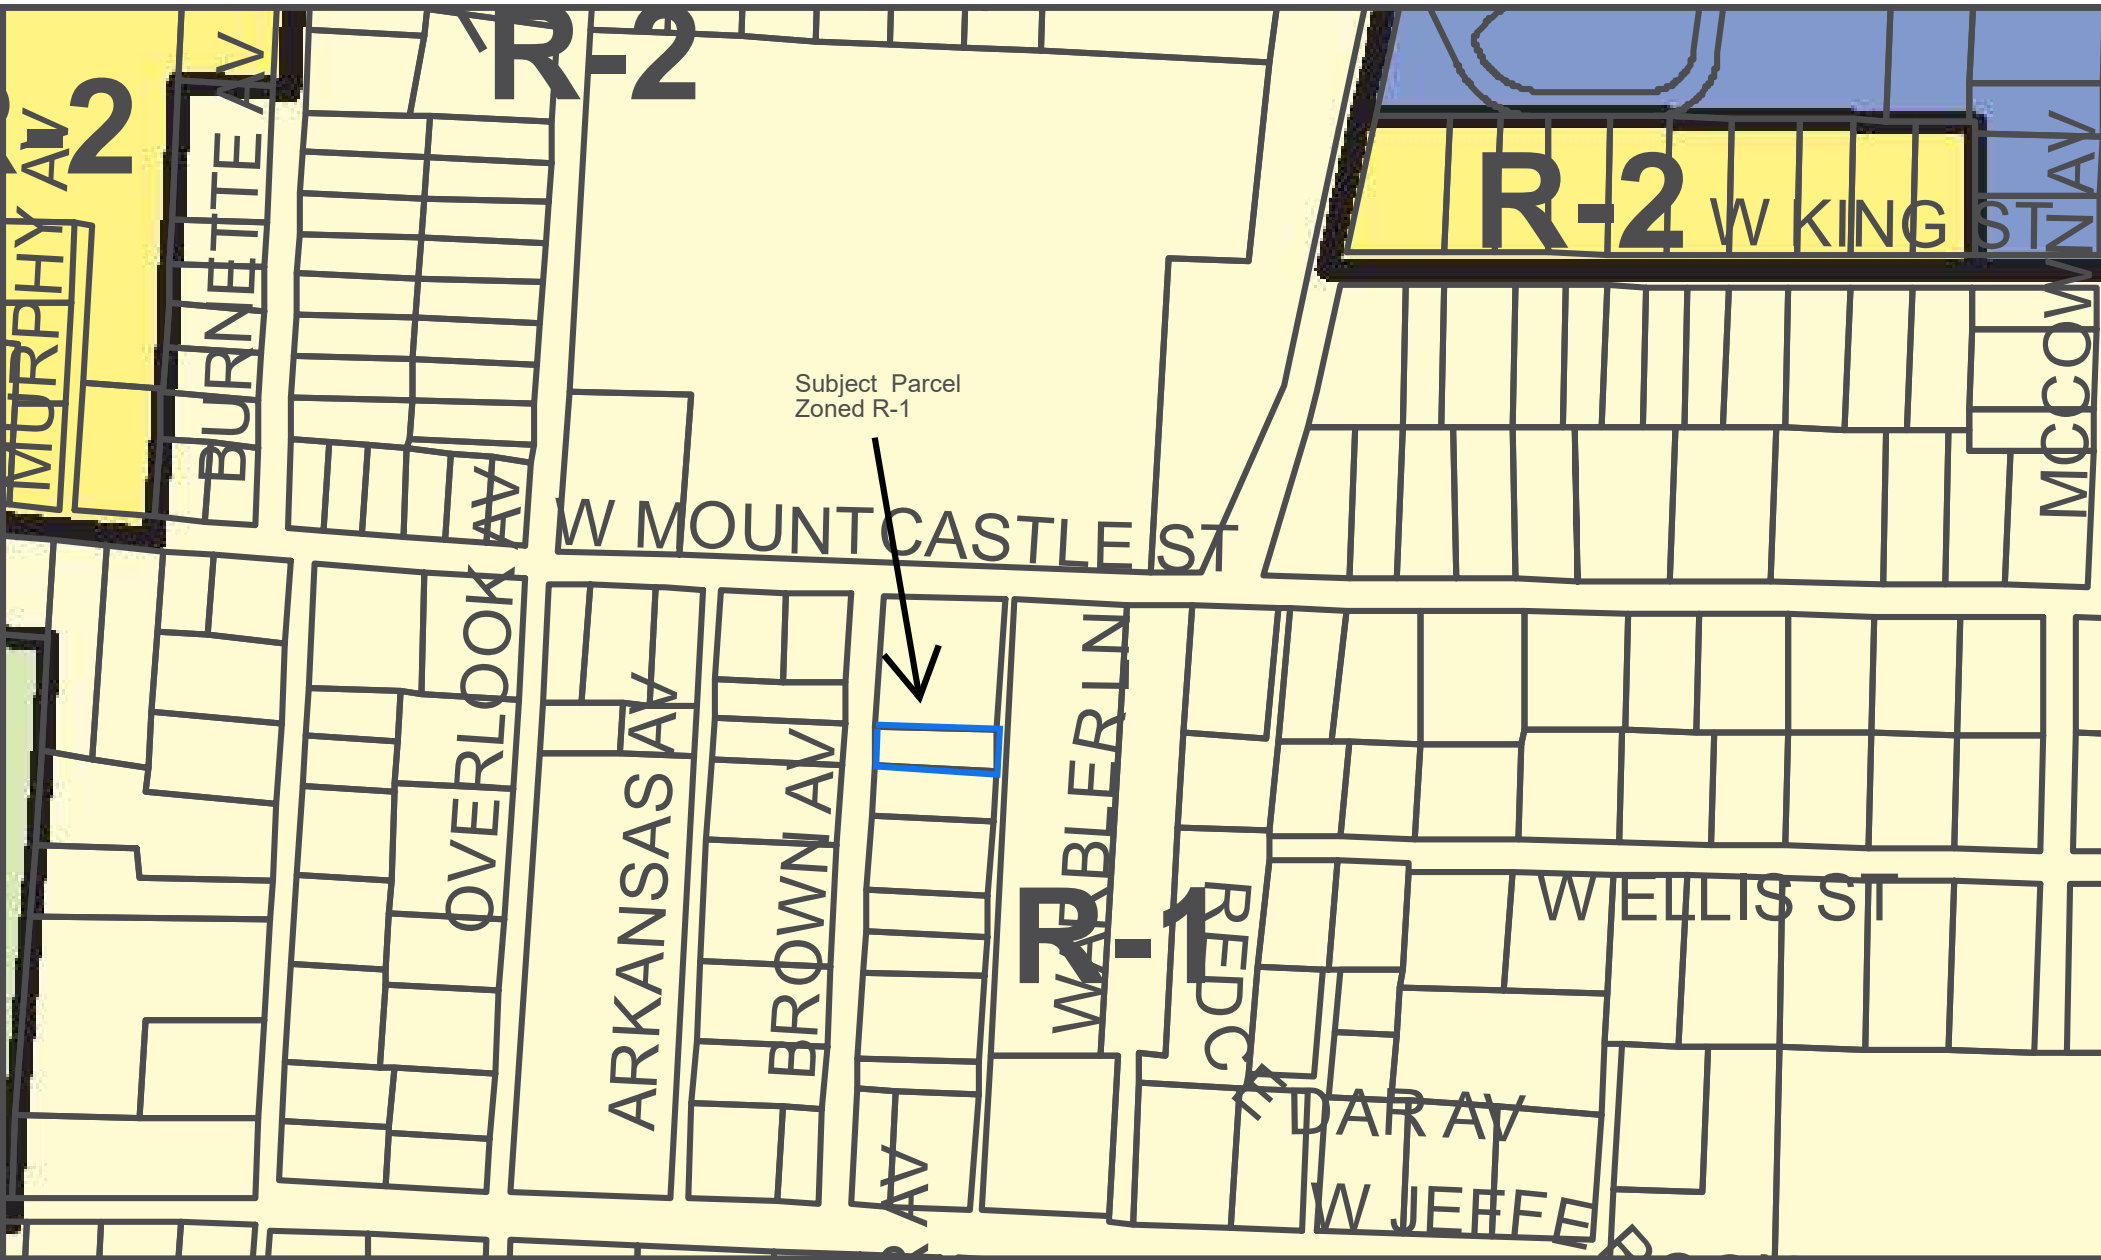 R-2
R-2
R-2
W KING ST
MURPHY AV
BURNETTE AV
MCCOWN AV
Subject Parcel
Zoned R-1
W MOUNTCASTLE ST
OVERLOOK AV
ARKANSAS AV
BROWN AV
WARBLER LN
R-1
W ELLIS ST
REDCEDAR AV
AV
W JEFFE